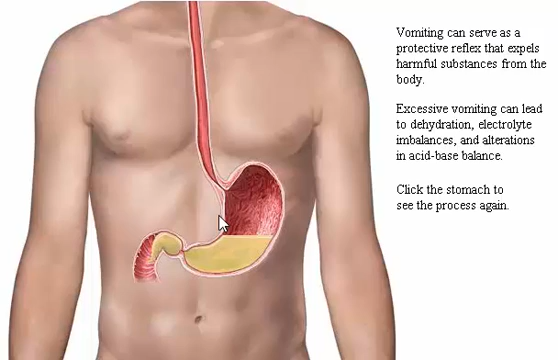 Vomiting can serve as a
protective reflex that expels
harmful substances from the
body.
Excessive vomiting can lead
to dehydration, electrolyte
imbalances, and alterations
in acid-base balance.
Click the stomach to
see the process again.